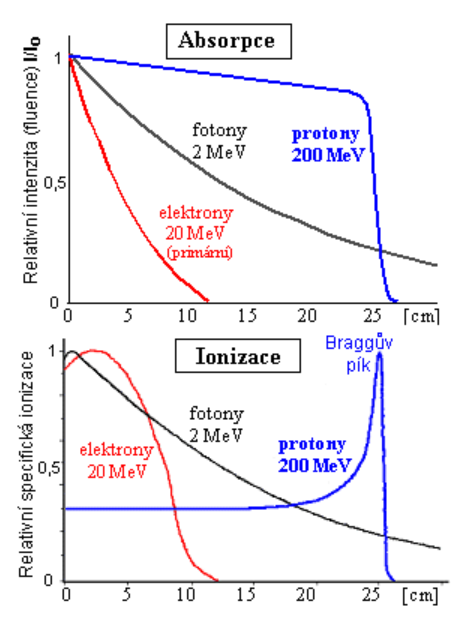 Absorpce
Relativní intenzita (fluence) I/Io
1
0,5
0
fotony
2 MeV
protony
200 MeV
elektrony
20 MeV
(primární)
0 5 10 15 20 25 [cm]
Ionizace
Braggův
pík
Relativní specifická ionizace
1
0,5
0
fotony
2 MeV
elektrony
20 MeV
protony
200 MeV
0 5 10 15 20 25 [cm]